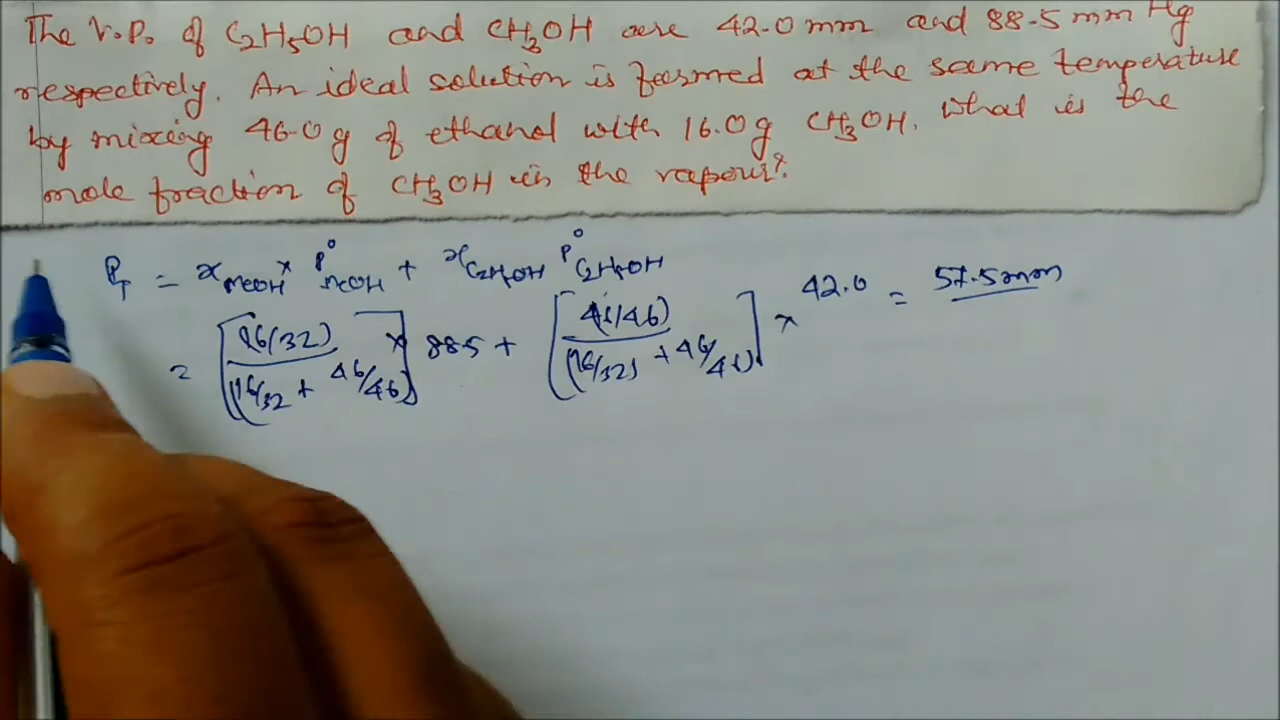 The V.P. of C2H5OH and CH3OH are 42.0 mm and 88.5 mm Hg
respectively. An ideal solution is formed at the same temperature
by mixing 46.0 g of ethanol with 16.0 g CH3OH. What is the
mole fraction of CH3OH in the vapour?
PT = xMeOH × P°MeOH + xC2H5OH P°C2H5OH
= [(16/32) / (16/32 + 46/46)] × 88.5 + [(46/46) / (16/32) + 46/46)] × 42.0 = 57.5 mm